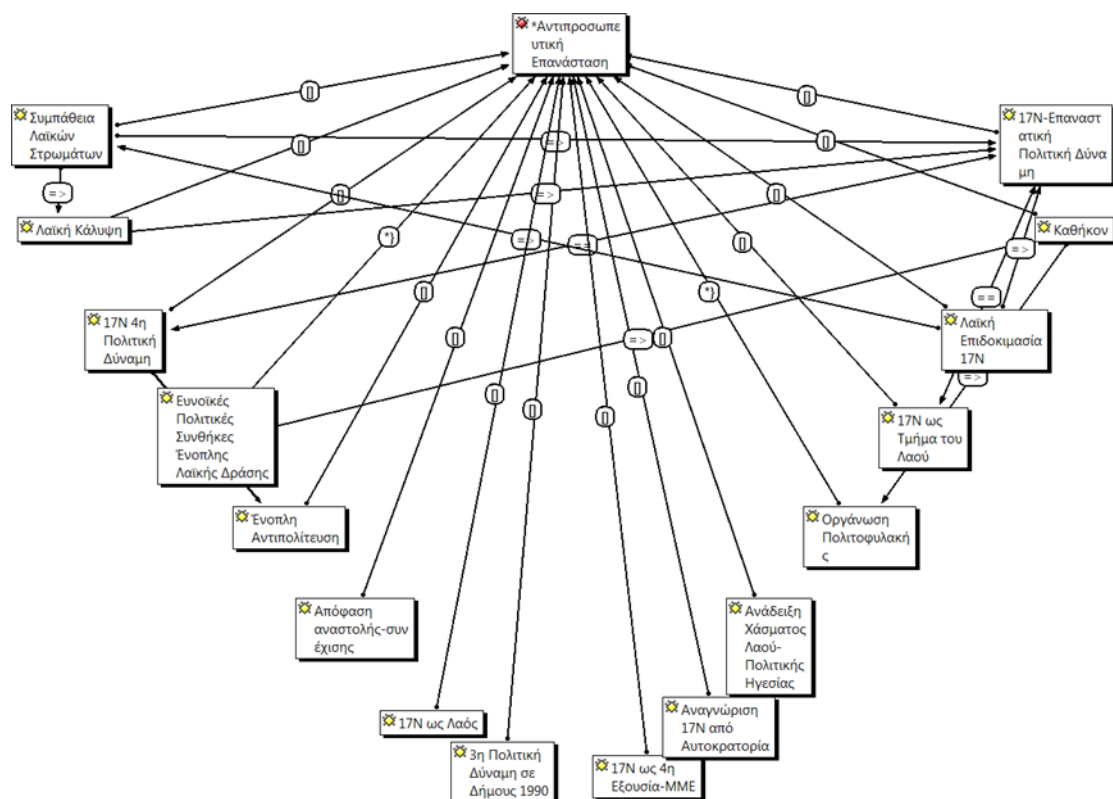 *Αντιπροσωπε
υτική
Επανάσταση
[]
[]
Συμπάθεια
Λαϊκών
Στρωμάτων
17Ν-Επαναστ
ατική
Πολιτική Δύνα
μη
[]
=>
[]
=>
=>
[]
[]
Λαϊκή Κάλυψη
Καθήκον
*}
=>
==
[]
=>
[]
*}
==
17Ν 4η
Πολιτική
Δύναμη
Λαϊκή
Επιδοκιμασία
17Ν
[]
=>
[]
=>
Ευνοϊκές
Πολιτικές
Συνθήκες
Ένοπλης
Λαϊκής Δράσης
[]
[]
[]
[]
17Ν ως
Τμήμα του
Λαού
Ένοπλη
Αντιπολίτευση
Οργάνωση
Πολιτοφυλακή
ς
Απόφαση
αναστολής-συν
έχισης
Ανάδειξη
Χάσματος
Λαού-
Πολιτικής
Ηγεσίας
17Ν ως Λαός
Αναγνώριση
17Ν από
Αυτοκρατορία
3η Πολιτική
Δύναμη σε
Δήμους 1990
17Ν ως 4η
Εξουσία-ΜΜΕ